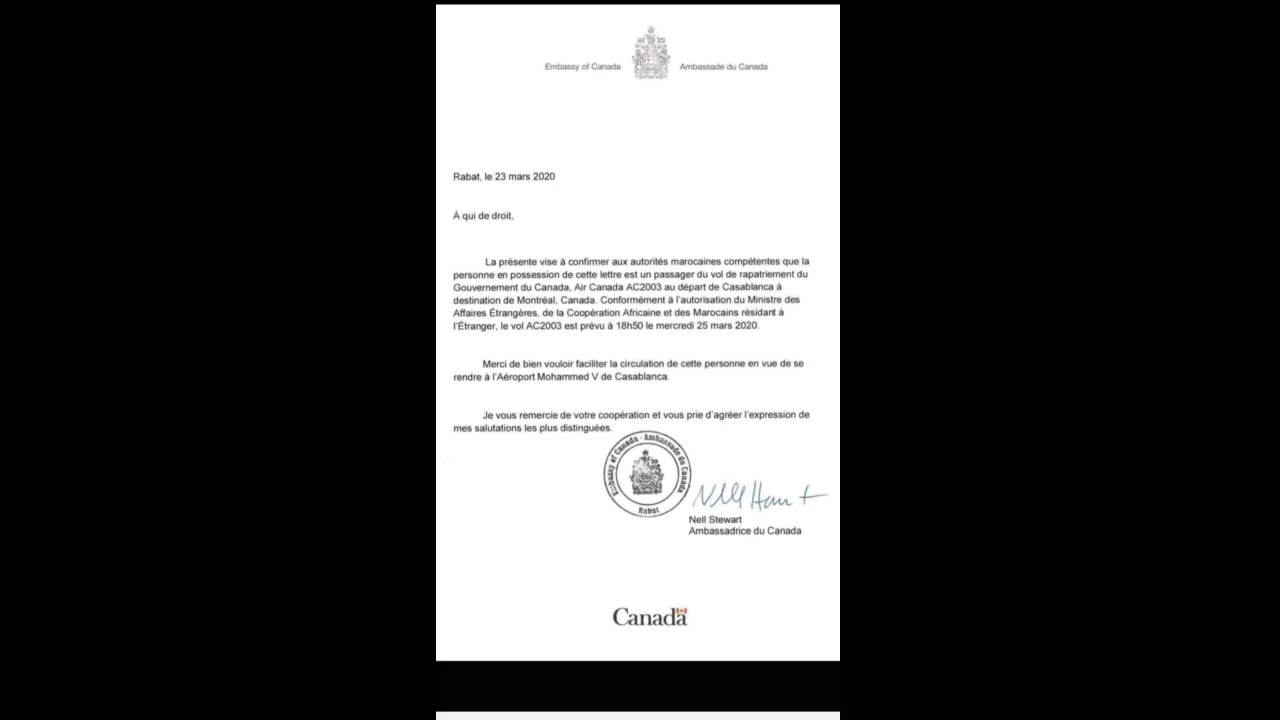 Embassy of Canada Ambassade du Canada
Rabat, le 23 mars 2020
À qui de droit,
La présente vise à confirmer aux autorités marocaines compétentes que la
personne en possession de cette lettre est un passager du vol de rapatriement du
Gouvernement du Canada, Air Canada AC2003 au départ de Casablanca à
destination de Montréal, Canada. Conformément à l'autorisation du Ministre des
Affaires Étrangères, de la Coopération Africaine et des Marocains résidant à
l'Étranger, le vol AC2003 est prévu à 18h50 le mercredi 25 mars 2020.
Merci de bien vouloir faciliter la circulation de cette personne en vue de se
rendre à l'Aéroport Mohammed V de Casablanca
Je vous remercie de votre coopération et vous prie d'agréer l'expression de
mes salutations les plus distinguées.
Embassy of Canada - Ambassade du Canada
Rabat
Nell Stewart
Ambassadrice du Canada
Canada